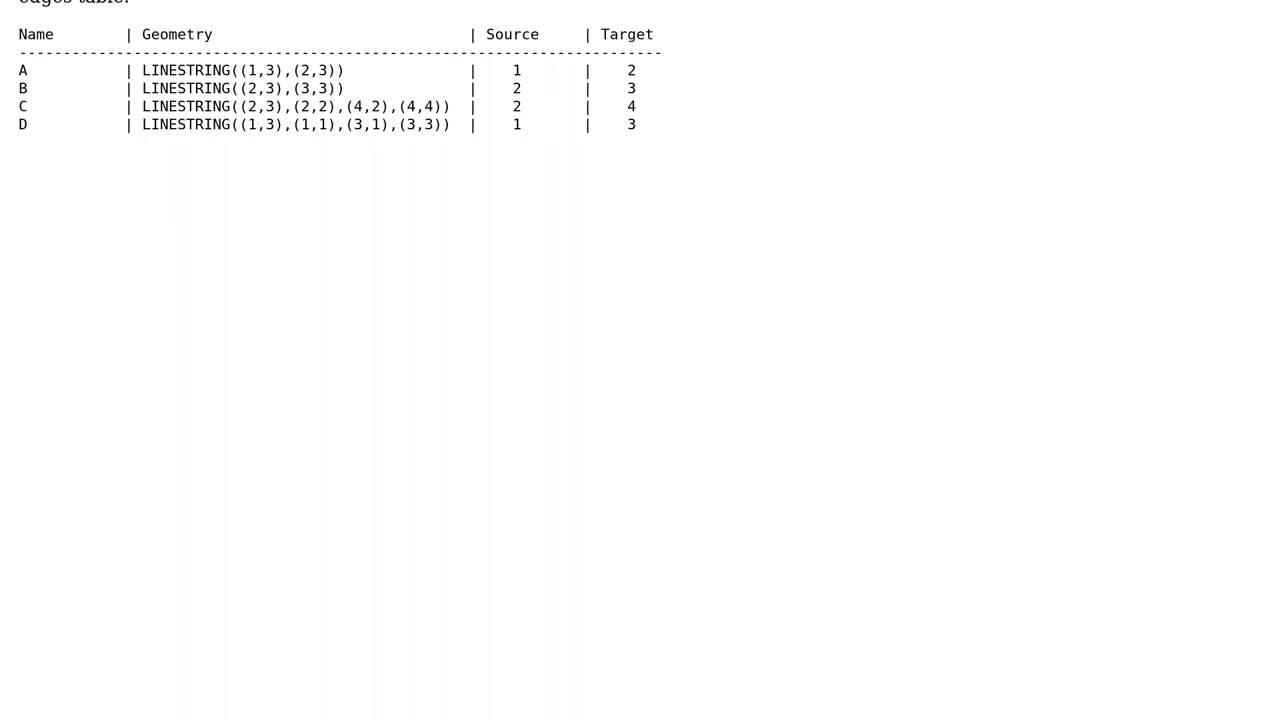 edges table.
Name | Geometry | Source | Target
-------------------------------------------------------------------------
A | LINESTRING((1,3),(2,3)) | 1 | 2
B | LINESTRING((2,3),(3,3)) | 2 | 3
C | LINESTRING((2,3),(2,2),(4,2),(4,4)) | 2 | 4
D | LINESTRING((1,3),(1,1),(3,1),(3,3)) | 1 | 3